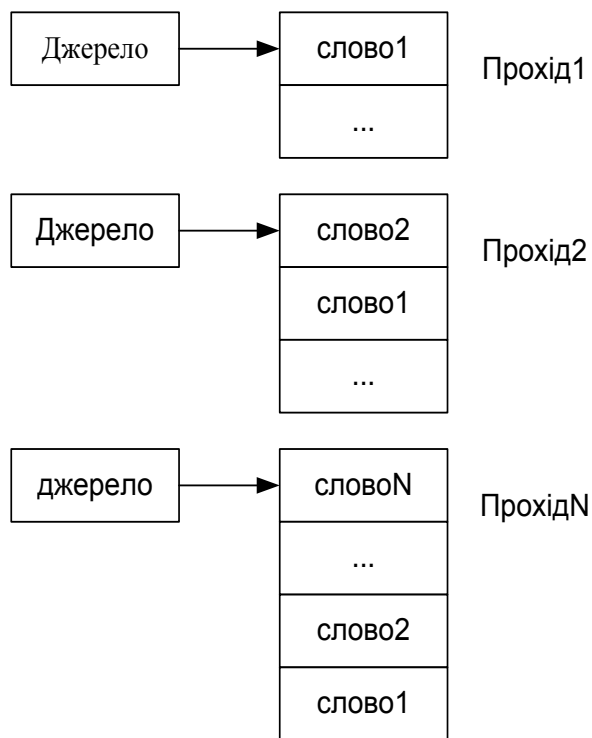 Джерело
слово1
Прохід1
...
Джерело
слово2
Прохід2
слово1
...
джерело
словоN
ПрохідN
...
слово2
слово1